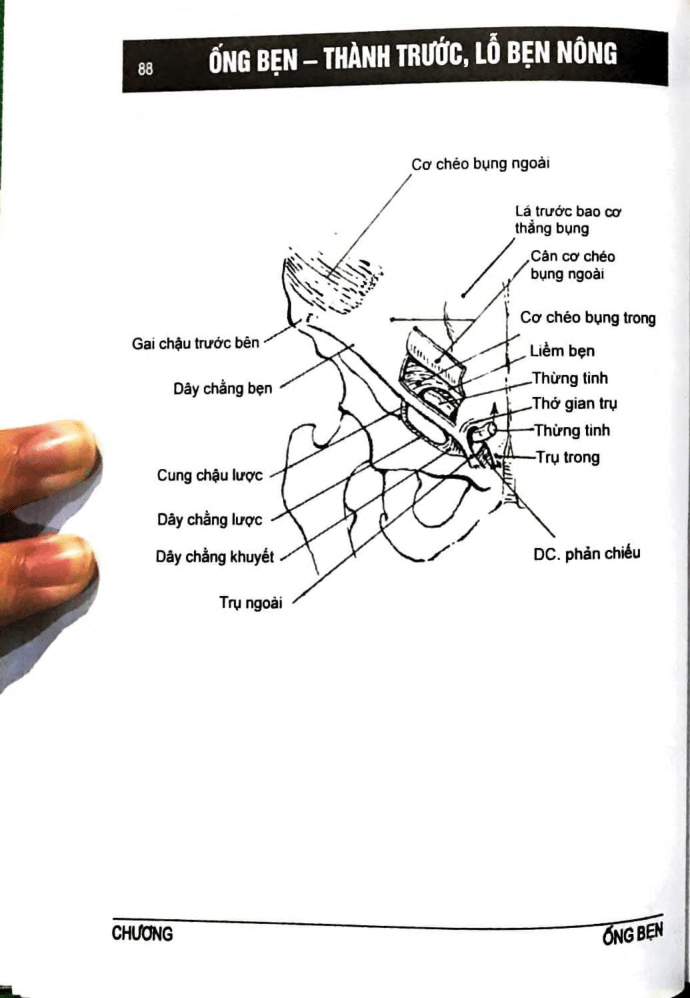 88
ỐNG BẸN – THÀNH TRƯỚC, LỖ BẸN NÔNG
Cơ chéo bụng ngoài
Lá trước bao cơ
thẳng bụng
Cân cơ chéo
bụng ngoài
Cơ chéo bụng trong
Gai chậu trước bên
Liềm bẹn
Thừng tinh
Dây chằng bẹn
Thớ gian trụ
Thừng tinh
Trụ trong
Cung chậu lược
Dây chằng lược
Dây chằng khuyết
DC. phản chiếu
Trụ ngoài
CHƯƠNG
ỐNG BẸN